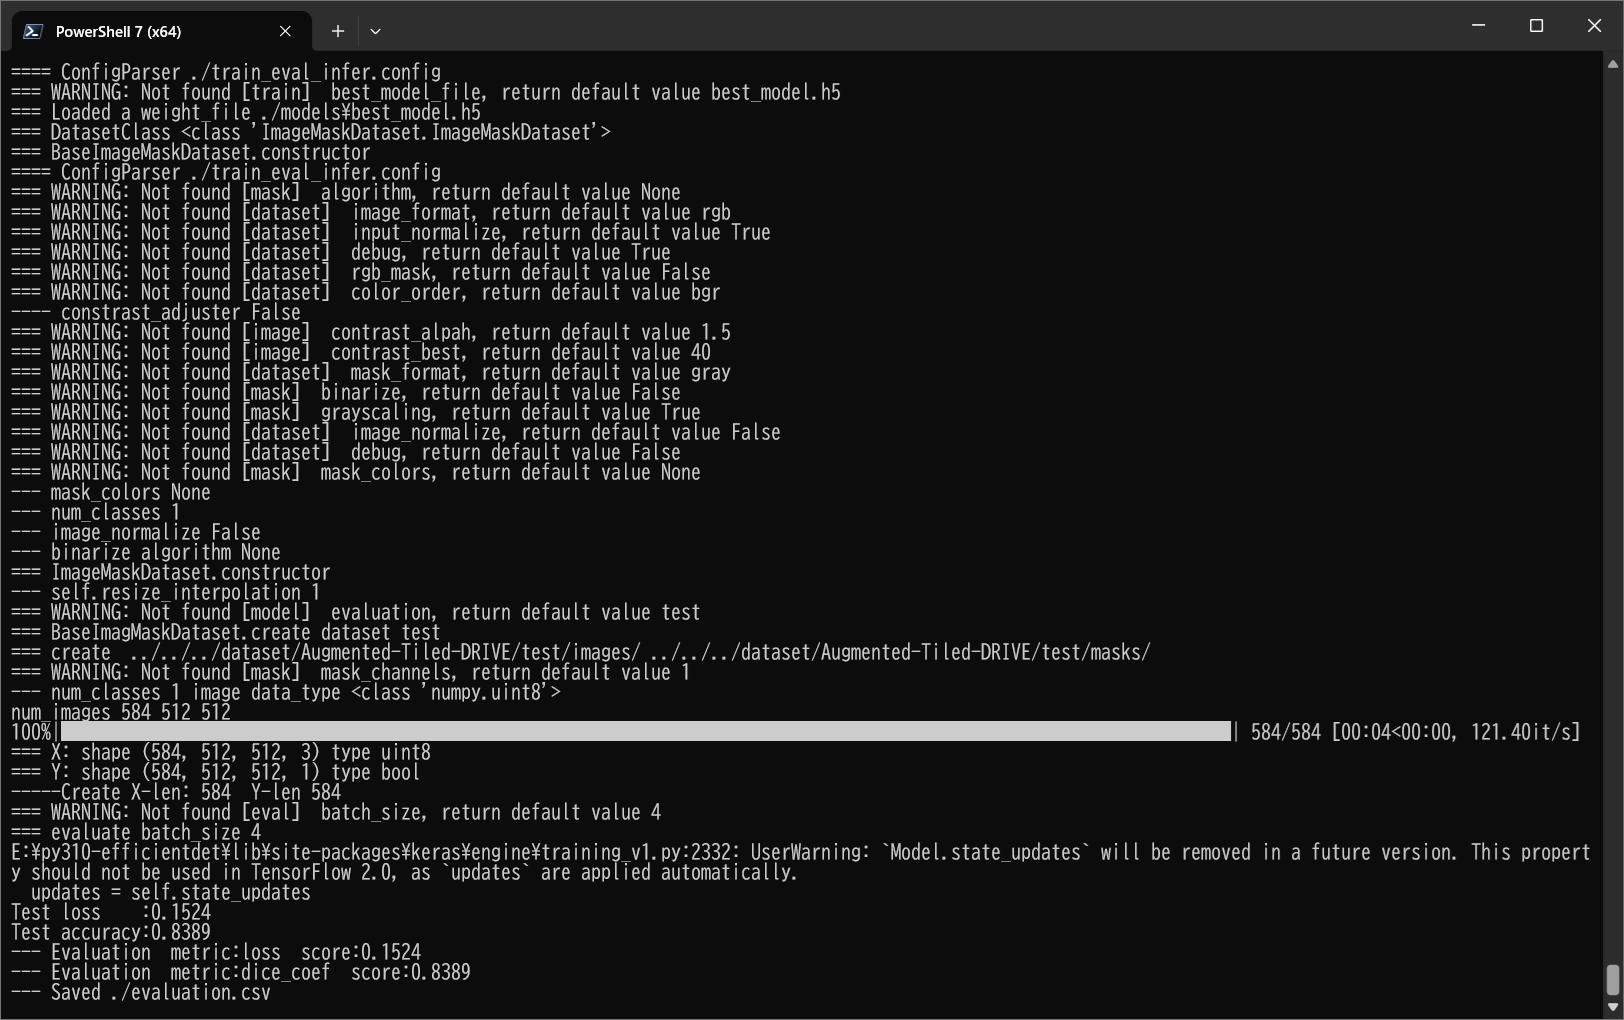 PowerShell 7 (x64)
==== ConfigParser ./train_eval_infer.config
=== WARNING: Not found [train]  best_model_file, return default value best_model.h5
=== Loaded a weight_file ./models¥best_model.h5
=== DatasetClass <class 'ImageMaskDataset.ImageMaskDataset'>
=== BaseImageMaskDataset.constructor
==== ConfigParser ./train_eval_infer.config
=== WARNING: Not found [mask]  algorithm, return default value None
=== WARNING: Not found [dataset]  image_format, return default value rgb
=== WARNING: Not found [dataset]  input_normalize, return default value True
=== WARNING: Not found [dataset]  debug, return default value True
=== WARNING: Not found [dataset]  rgb_mask, return default value False
=== WARNING: Not found [dataset]  color_order, return default value bgr
---- constrast_adjuster False
=== WARNING: Not found [image]  contrast_alpah, return default value 1.5
=== WARNING: Not found [image]  contrast_best, return default value 40
=== WARNING: Not found [dataset]  mask_format, return default value gray
=== WARNING: Not found [mask]  binarize, return default value False
=== WARNING: Not found [mask]  grayscaling, return default value True
=== WARNING: Not found [dataset]  image_normalize, return default value False
=== WARNING: Not found [dataset]  debug, return default value False
=== WARNING: Not found [mask]  mask_colors, return default value None
--- mask_colors None
--- num_classes 1
--- image_normalize False
--- binarize algorithm None
=== ImageMaskDataset.constructor
--- self.resize_interpolation 1
=== WARNING: Not found [model]  evaluation, return default value test
=== BaseImagMaskDataset.create dataset test
=== create  ../../../dataset/Augmented-Tiled-DRIVE/test/images/ ../../../dataset/Augmented-Tiled-DRIVE/test/masks/
=== WARNING: Not found [mask]  mask_channels, return default value 1
--- num_classes 1 image data_type <class 'numpy.uint8'>
num_images 584 512 512
100%| | 584/584 [00:04<00:00, 121.40it/s]
=== X: shape (584, 512, 512, 3) type uint8
=== Y: shape (584, 512, 512, 1) type bool
-----Create X-len: 584  Y-len 584
=== WARNING: Not found [eval]  batch_size, return default value 4
=== evaluate batch_size 4
E:¥py310-efficientdet¥lib¥site-packages¥keras¥engine¥training_v1.py:2332: UserWarning: `Model.state_updates` will be removed in a future version. This propert
y should not be used in TensorFlow 2.0, as `updates` are applied automatically.
  updates = self.state_updates
Test loss    :0.1524
Test accuracy:0.8389
--- Evaluation  metric:loss  score:0.1524
--- Evaluation  metric:dice_coef  score:0.8389
--- Saved ./evaluation.csv